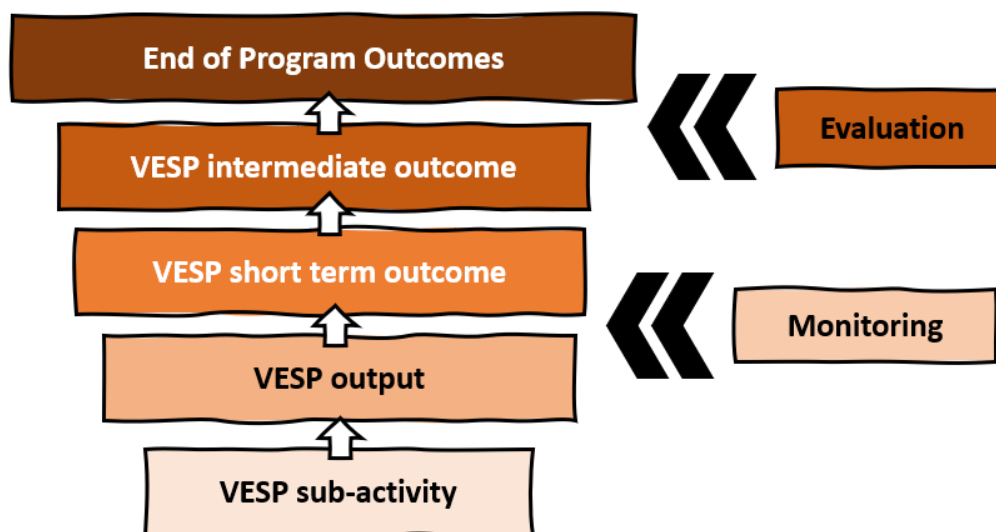 End of Program Outcomes
VESP intermediate outcome
Evaluation
VESP short term outcome
Monitoring
VESP output
VESP sub-activity